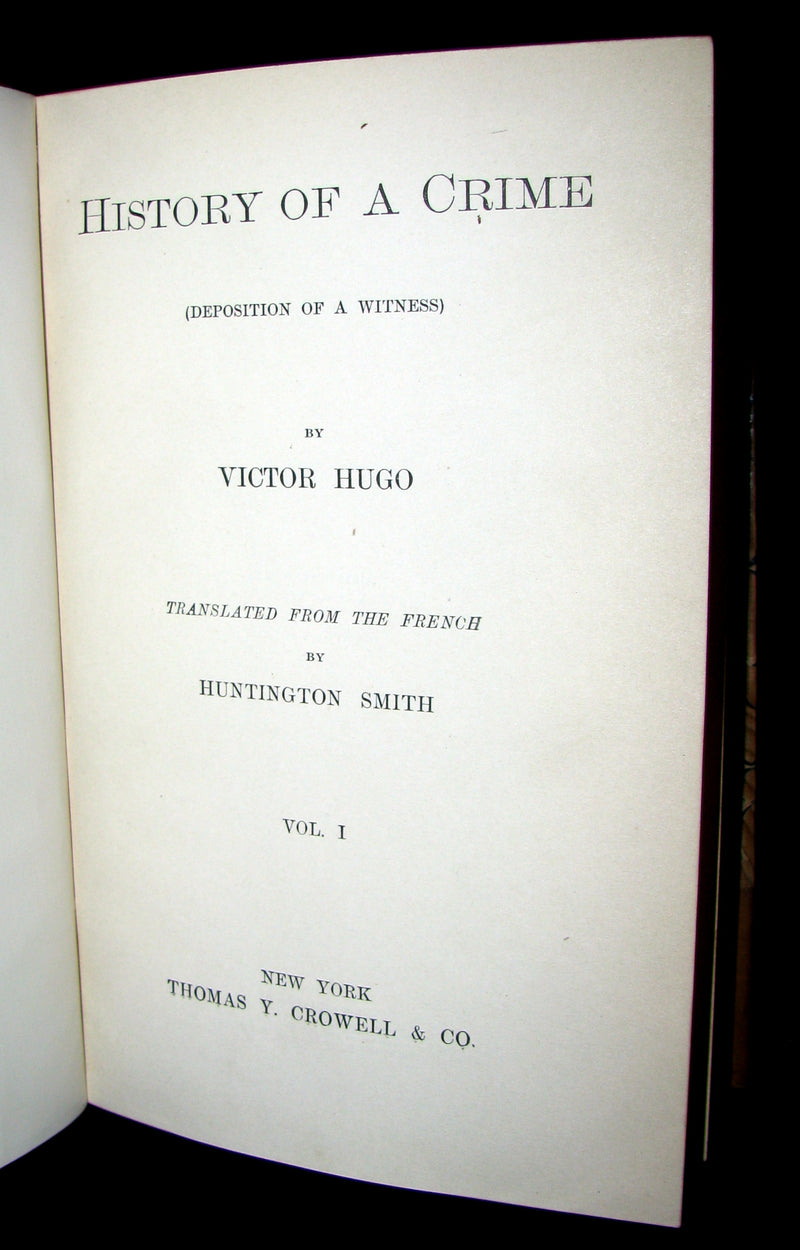 HISTORY OF A CRIME
(DEPOSITION OF A WITNESS)
BY
VICTOR HUGO
TRANSLATED FROM THE FRENCH
BY
HUNTINGTON SMITH
VOL. I
NEW YORK
THOMAS Y. CROWELL & CO.